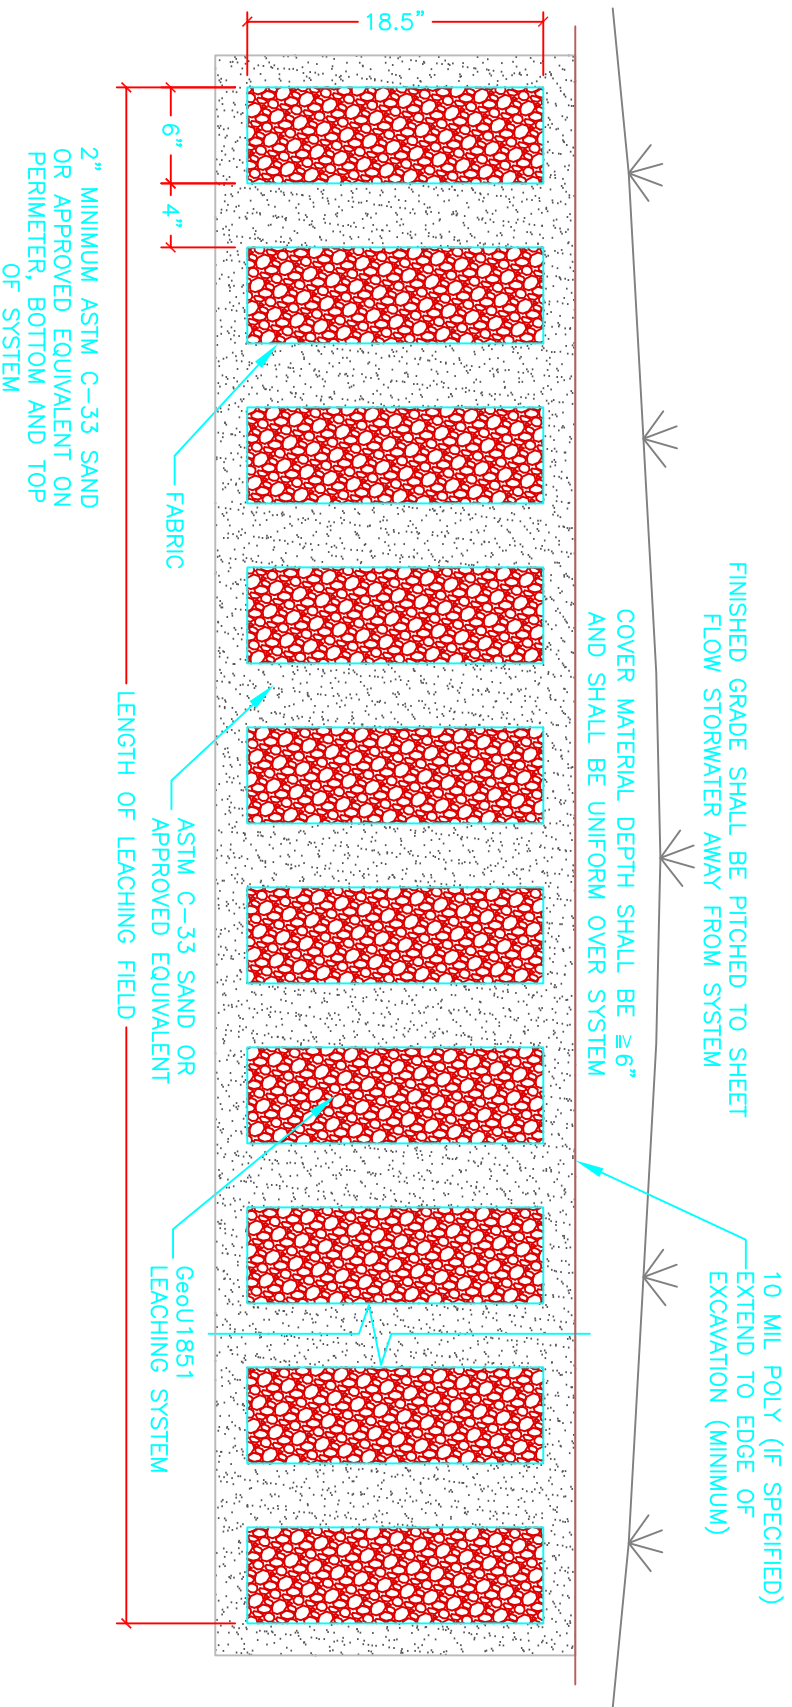 FINISHED GRADE SHALL BE PITCHED TO SHEET
FLOW STORWATER AWAY FROM SYSTEM
10 MIL POLY (IF SPECIFIED)
EXTEND TO EDGE OF
EXCAVATION (MINIMUM)
COVER MATERIAL DEPTH SHALL BE ≥6"
AND SHALL BE UNIFORM OVER SYSTEM
18.5"
6"
4"
FABRIC
ASTM C-33 SAND OR
APPROVED EQUIVALENT
GeoU1851
LEACHING SYSTEM
LENGTH OF LEACHING FIELD
2" MINIMUM ASTM C-33 SAND
OR APPROVED EQUIVALENT ON
PERIMETER, BOTTOM AND TOP
OF SYSTEM